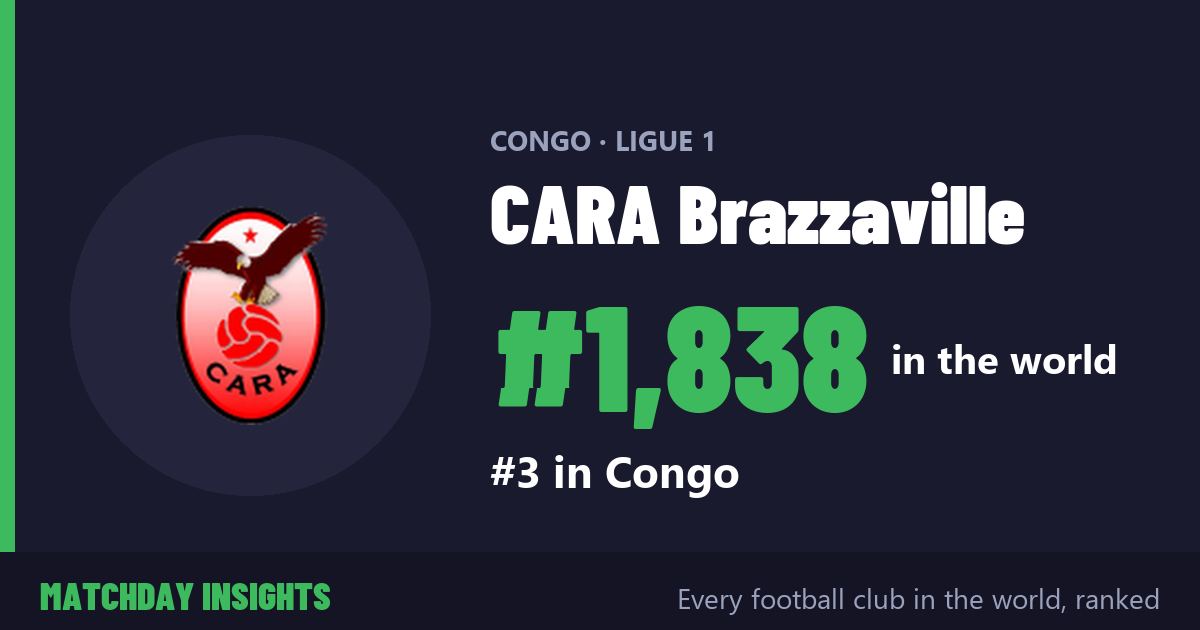 CONGO · LIGUE 1
CARA Brazzaville
#1,838 in the world
#3 in Congo
CARA
MATCHDAY INSIGHTS
Every football club in the world, ranked